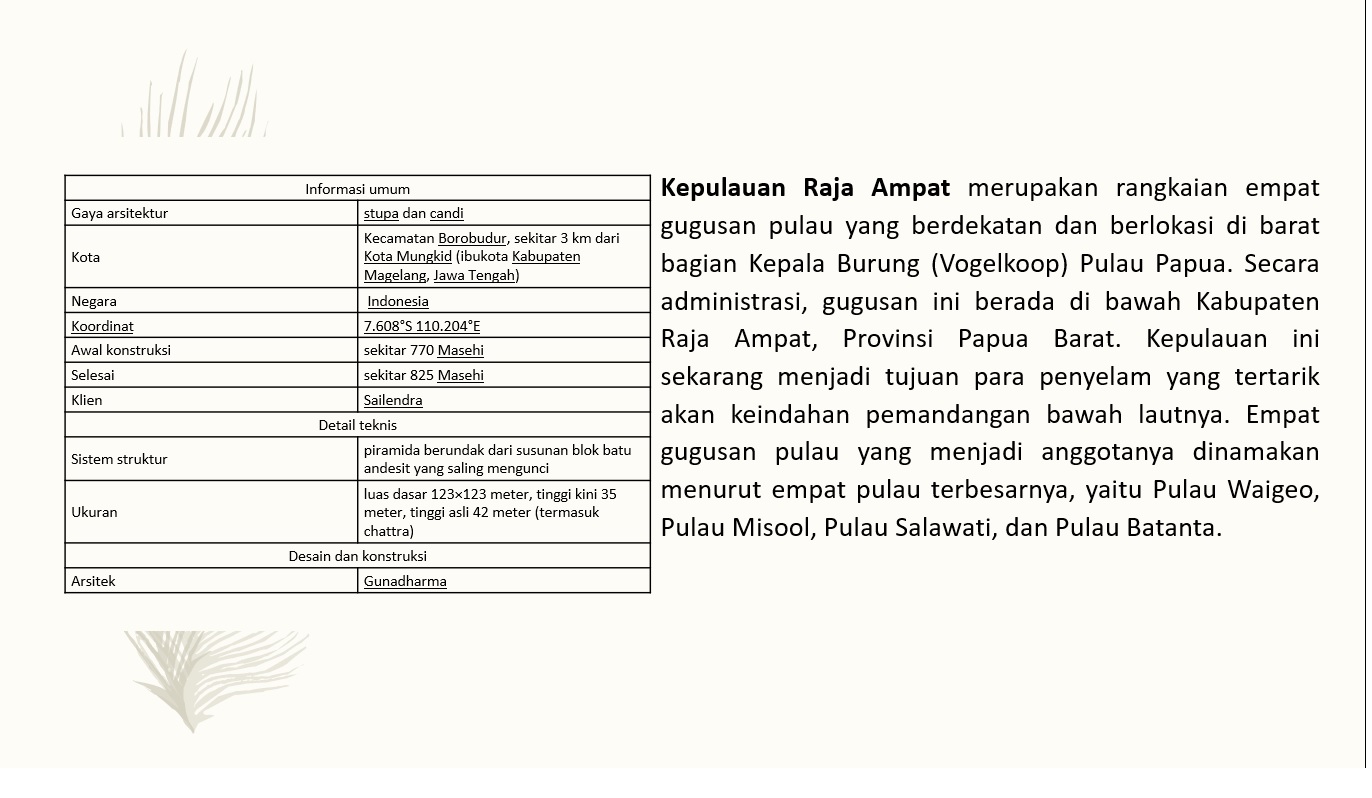 Informasi umum
Gaya arsitektur
stupa dan candi
Kota
Kecamatan Borobudur, sekitar 3 km dari
Kota Mungkid (ibukota Kabupaten
Magelang, Jawa Tengah)
Negara
Indonesia
Koordinat
7.608°S 110.204°E
Awal konstruksi
sekitar 770 Masehi
Selesai
sekitar 825 Masehi
Klien
Sailendra
Detail teknis
Sistem struktur
piramida berundak dari susunan blok batu
andesit yang saling mengunci
Ukuran
luas dasar 123×123 meter, tinggi kini 35
meter, tinggi asli 42 meter (termasuk
chattra)
Desain dan konstruksi
Arsitek
Gunadharma
Kepulauan Raja Ampat merupakan rangkaian empat
gugusan pulau yang berdekatan dan berlokasi di barat
bagian Kepala Burung (Vogelkoop) Pulau Papua. Secara
administrasi, gugusan ini berada di bawah Kabupaten
Raja Ampat, Provinsi Papua Barat. Kepulauan ini
sekarang menjadi tujuan para penyelam yang tertarik
akan keindahan pemandangan bawah lautnya. Empat
gugusan pulau yang menjadi anggotanya dinamakan
menurut empat pulau terbesarnya, yaitu Pulau Waigeo,
Pulau Misool, Pulau Salawati, dan Pulau Batanta.